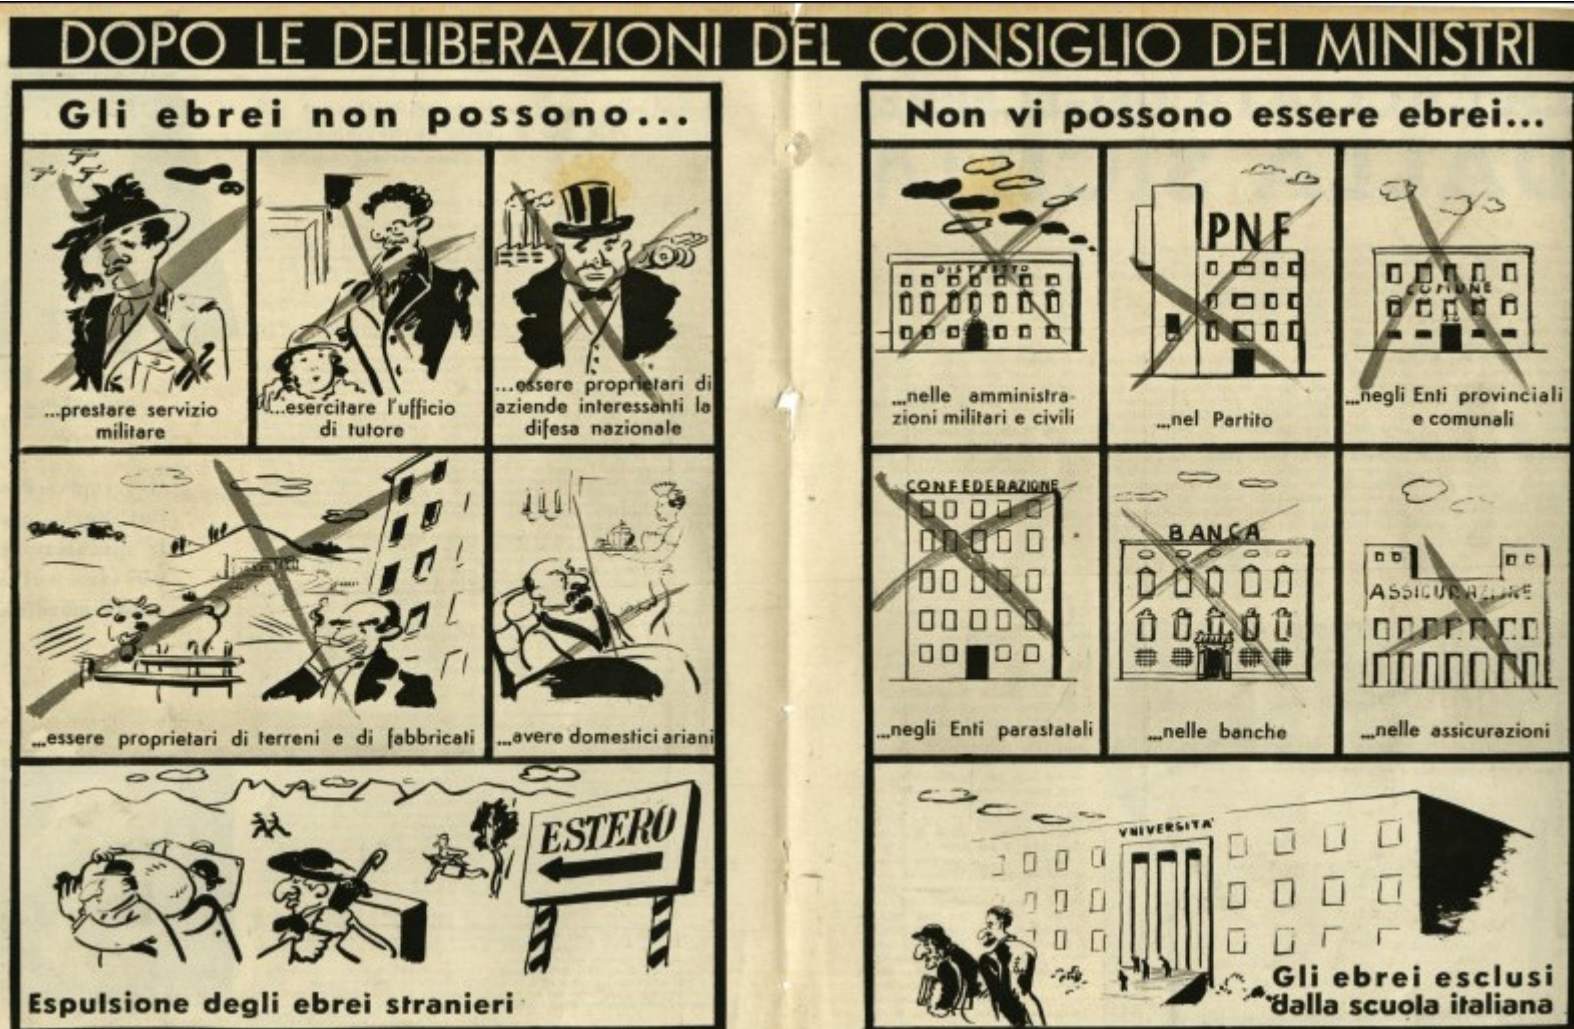 DOPO LE DELIBERAZIONI DEL CONSIGLIO DEI MINISTRI
Gli ebrei non possono...
...prestare servizio
militare
...esercitare l'ufficio
di tutore
...essere proprietari di
aziende interessanti la
difesa nazionale
...essere proprietari di terreni e di fabbricati
...avere domestici ariani
ESTERO
Espulsione degli ebrei stranieri
Non vi possono essere ebrei...
DISTRETTO
...nelle amministra-
zioni militari e civili
PNF
...nel Partito
COMUNE
...negli Enti provinciali
e comunali
CONFEDERAZIONE
...negli Enti parastatali
BANCA
...nelle banche
ASSICURAZIONE
...nelle assicurazioni
VNIVERSITA'
Gli ebrei esclusi
dalla scuola italiana